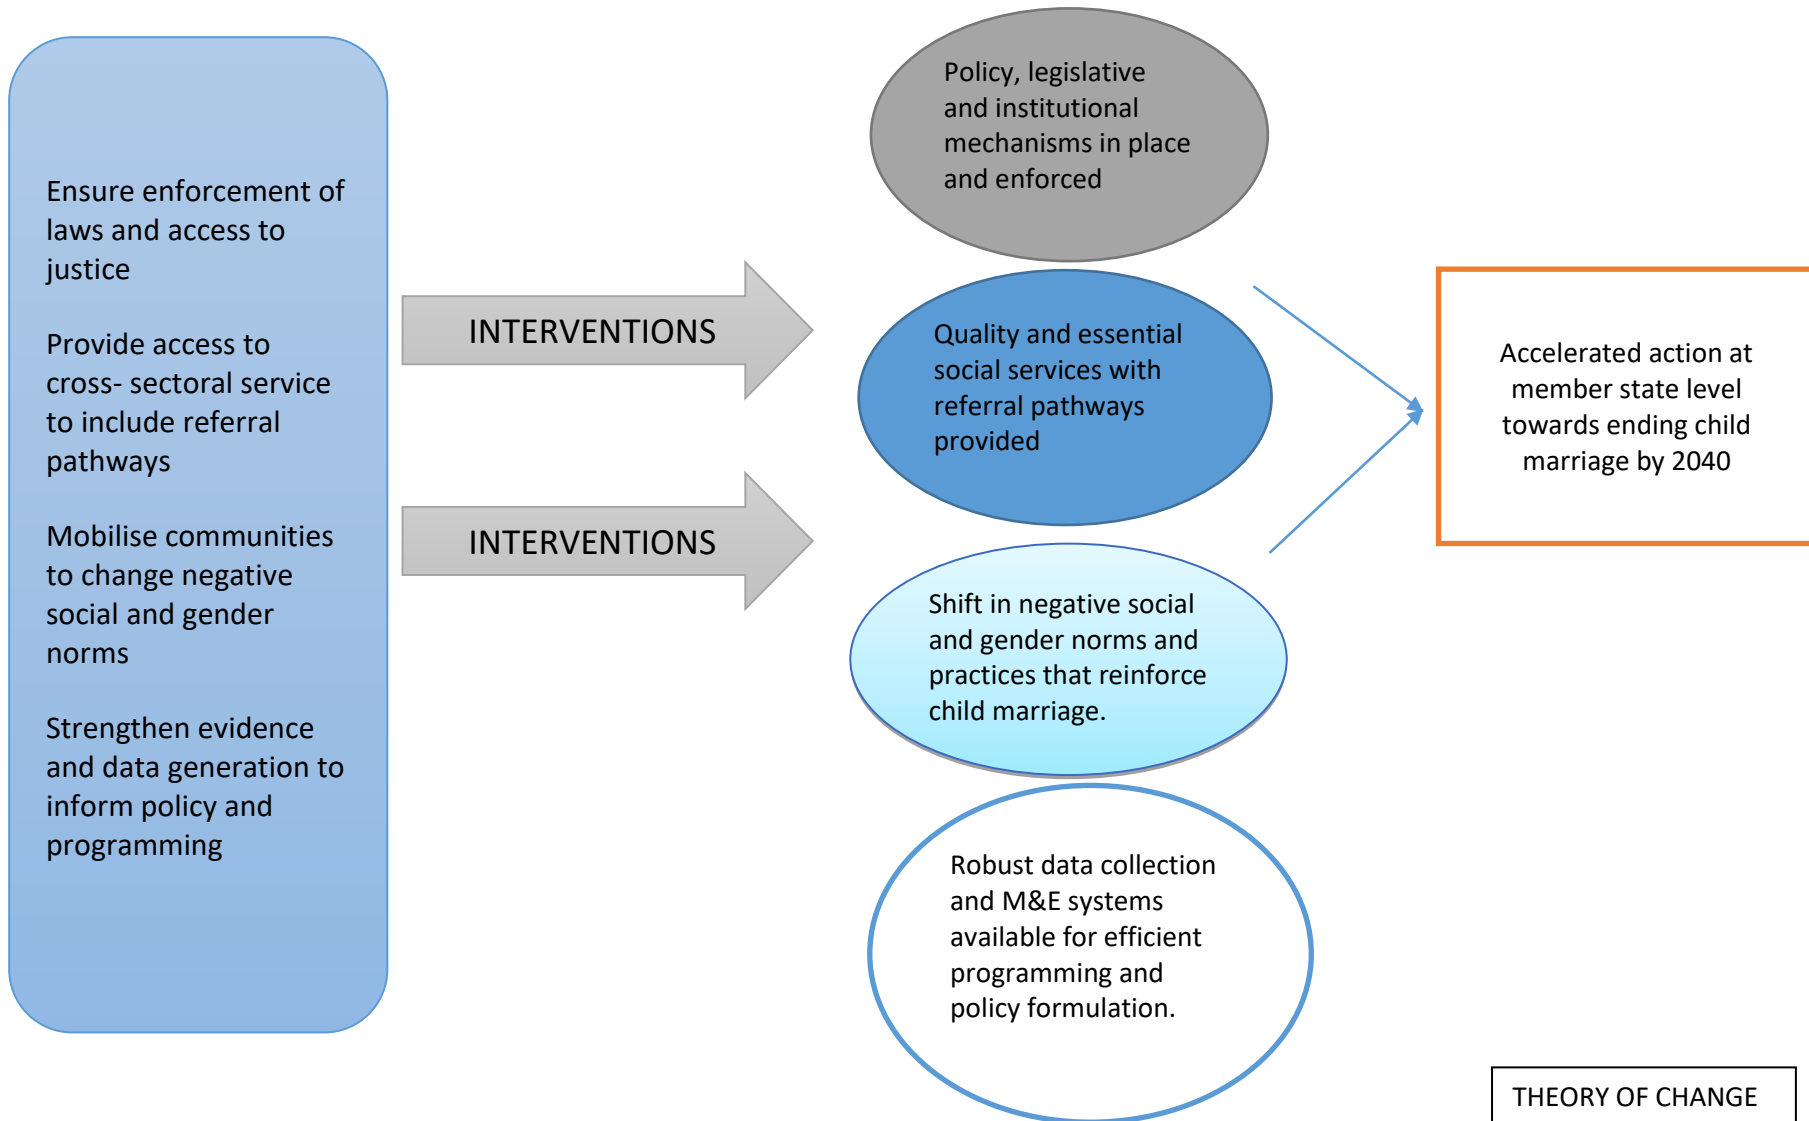 Ensure enforcement of
laws and access to
justice
Provide access to
cross- sectoral service
to include referral
pathways
Mobilise communities
to change negative
social and gender
norms
Strengthen evidence
and data generation to
inform policy and
programming
INTERVENTIONS
INTERVENTIONS
Policy, legislative
and institutional
mechanisms in place
and enforced
Quality and essential
social services with
referral pathways
provided
Shift in negative social
and gender norms and
practices that reinforce
child marriage.
Robust data collection
and M&E systems
available for efficient
programming and
policy formulation.
Accelerated action at
member state level
towards ending child
marriage by 2040
THEORY OF CHANGE